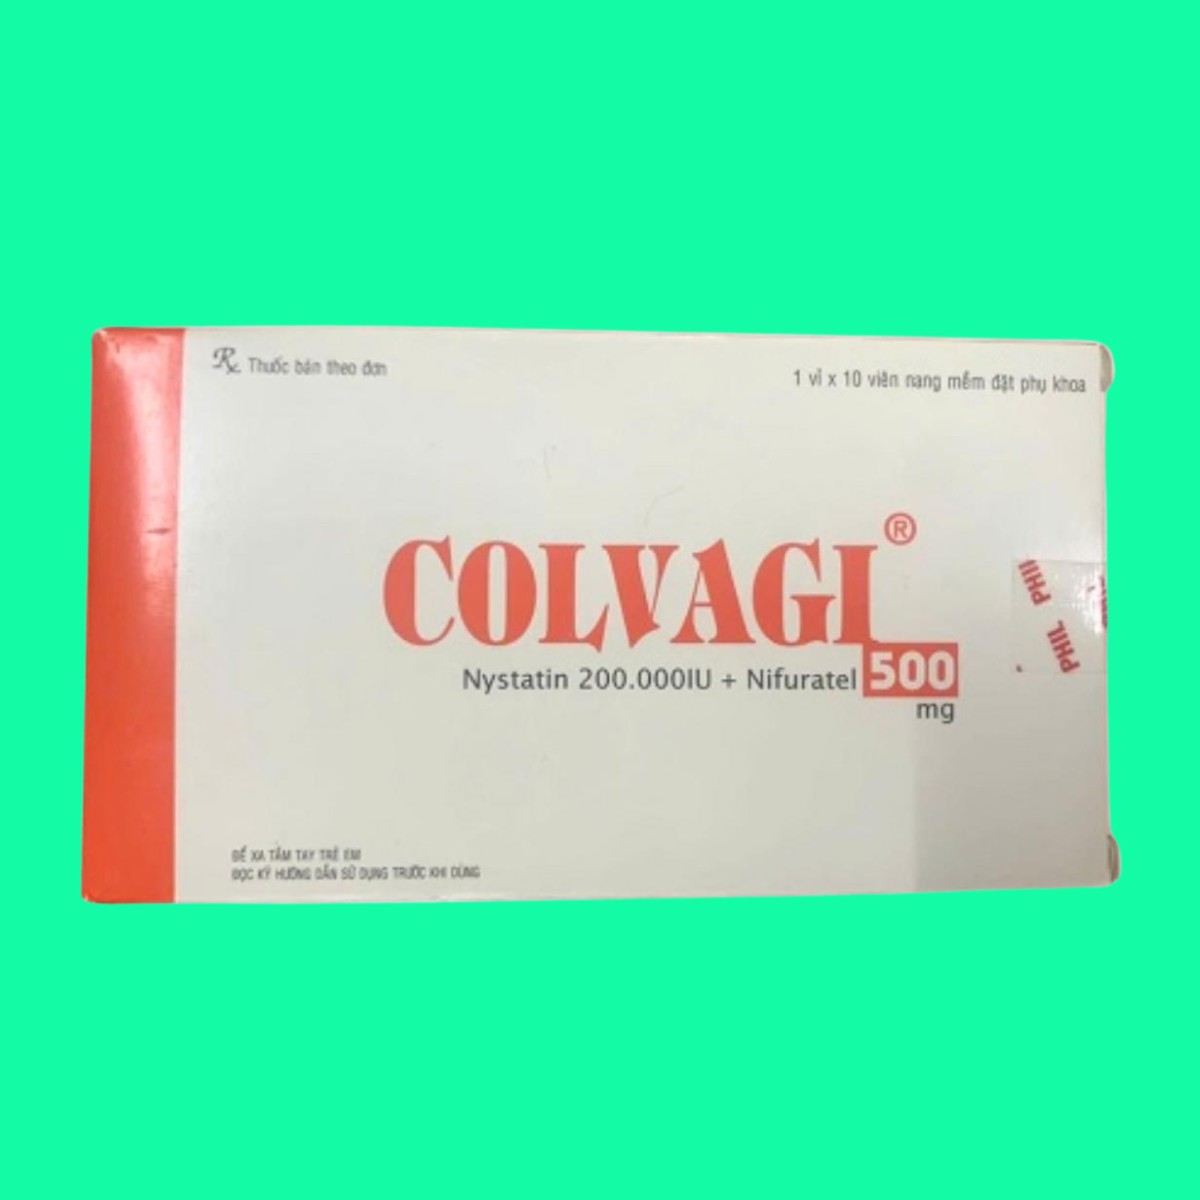 Rx Thuốc bán theo đơn
1 vỉ x 10 viên nang mềm đặt phụ khoa
COLVAGI®
Nystatin 200.000IU + Nifuratel 500
mg
PHIL
PHIL
ĐỂ XA TẦM TAY TRẺ EM
ĐỌC KỸ HƯỚNG DẪN SỬ DỤNG TRƯỚC KHI DÙNG